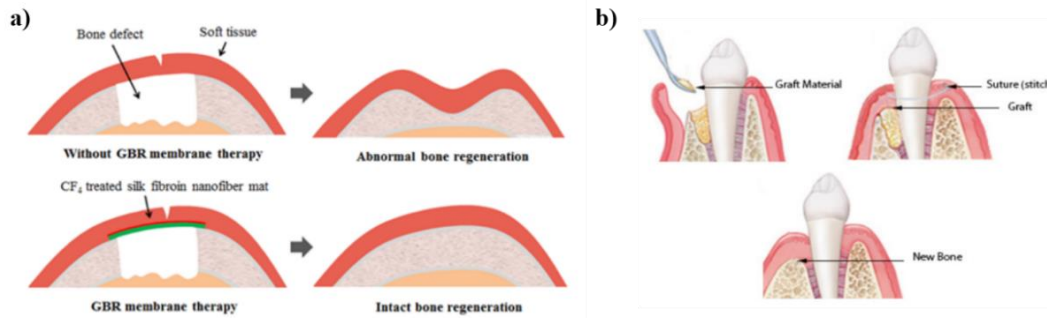 a)
Bone defect
Soft tissue
Without GBR membrane therapy
Abnormal bone regeneration
CF₄ treated silk fibroin nanofiber mat
GBR membrane therapy
Intact bone regeneration
b)
Graft Material
Suture (stitch
Graft
New Bone